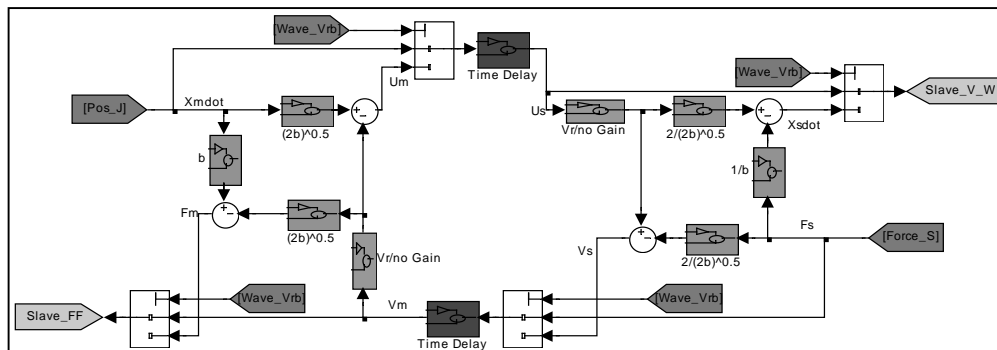 [Wave_Vrb]
Time Delay
Um
[Wave_Vrb]
Slave_V_W
[Pos_J]
Xmdot
(2b)^0.5
Us
Vr/no Gain
2/(2b)^0.5
Xsdot
b
1/b
Fm
(2b)^0.5
Vr/no Gain
Vs
2/(2b)^0.5
Fs
[Force_S]
[Wave_Vrb]
Slave_FF
Vm
Time Delay
[Wave_Vrb]